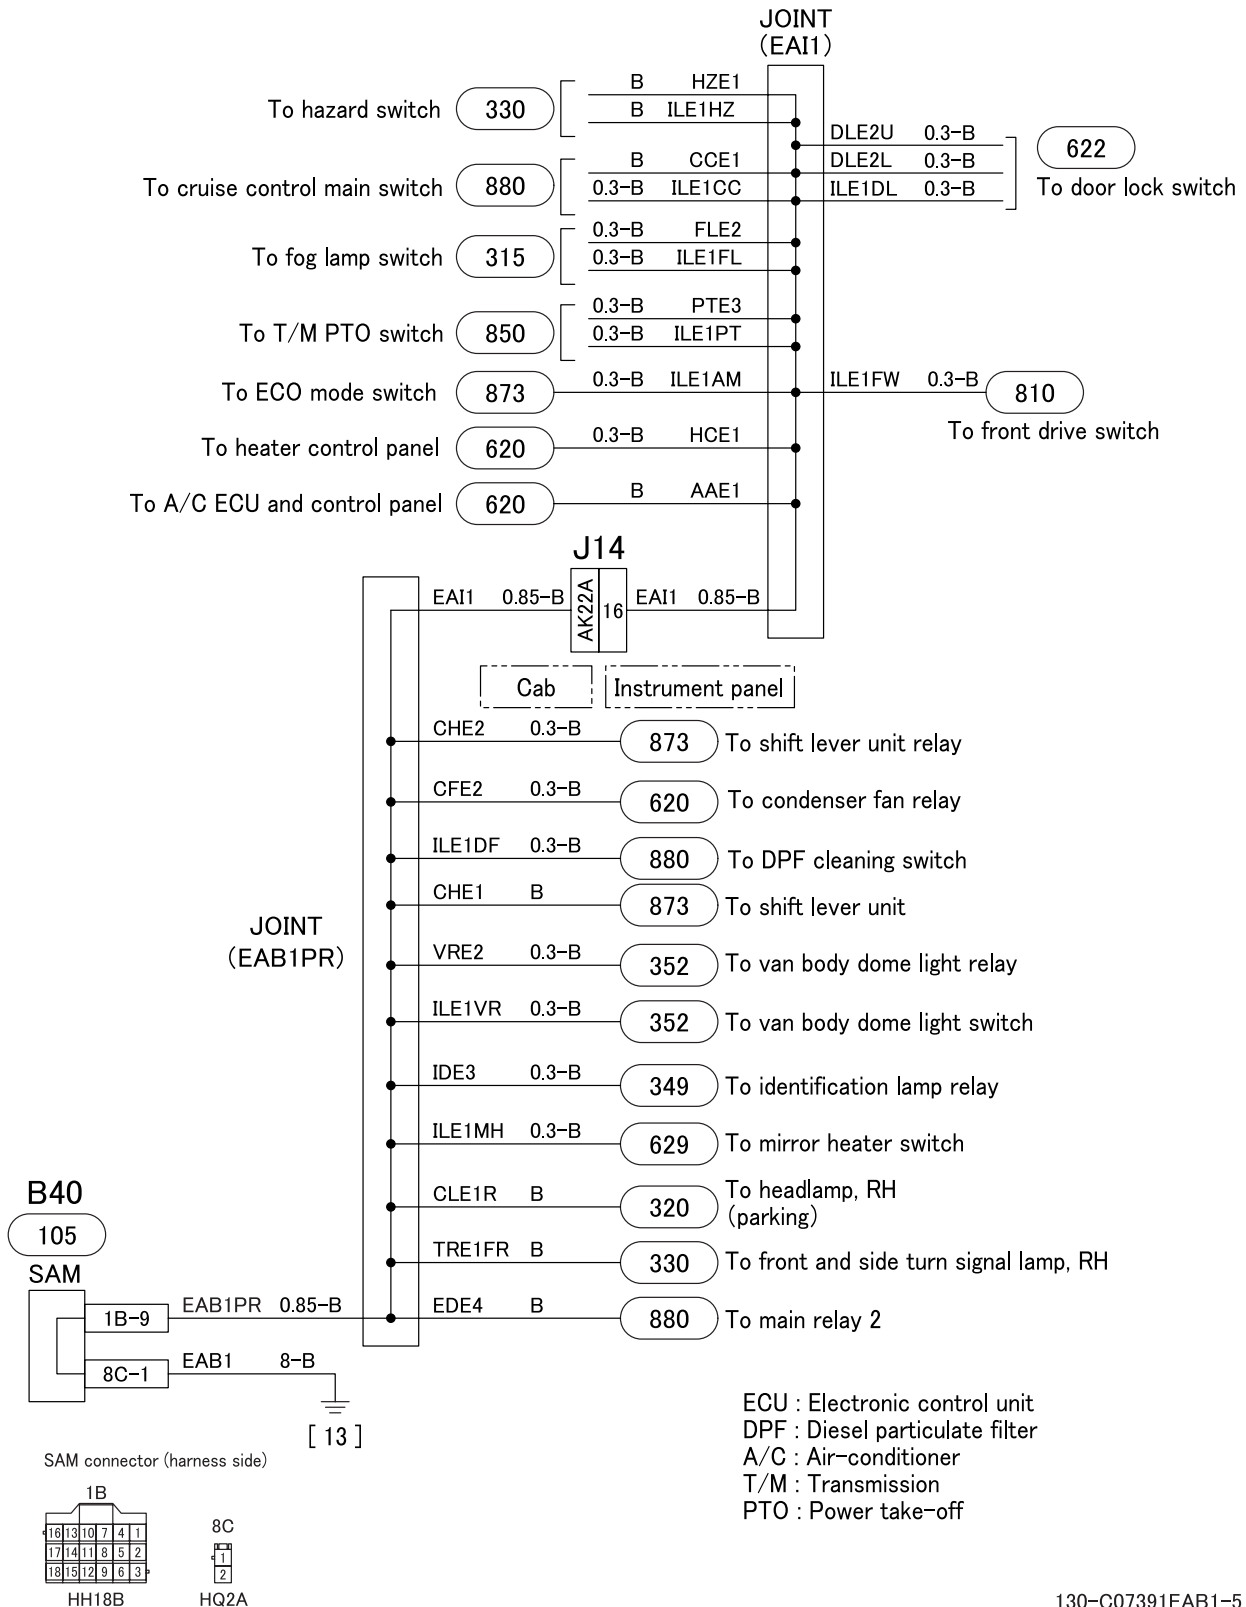 JOINT
(EAI1)
B HZE1
To hazard switch 330
B ILE1HZ
DLE2U 0.3-B
622
B CCE1
DLE2L 0.3-B
To cruise control main switch 880
0.3-B ILE1CC
ILE1DL 0.3-B
To door lock switch
0.3-B FLE2
To fog lamp switch 315
0.3-B ILE1FL
0.3-B PTE3
To T/M PTO switch 850
0.3-B ILE1PT
To ECO mode switch 873
0.3-B ILE1AM
ILE1FW 0.3-B
810
To front drive switch
To heater control panel 620
0.3-B HCE1
To A/C ECU and control panel 620
B AAE1
J14
EAI1 0.85-B
AK22A
16
EAI1 0.85-B
Cab
Instrument panel
CHE2 0.3-B
873 To shift lever unit relay
CFE2 0.3-B
620 To condenser fan relay
ILE1DF 0.3-B
880 To DPF cleaning switch
CHE1 B
873 To shift lever unit
JOINT
(EAB1PR)
VRE2 0.3-B
352 To van body dome light relay
ILE1VR 0.3-B
352 To van body dome light switch
IDE3 0.3-B
349 To identification lamp relay
ILE1MH 0.3-B
629 To mirror heater switch
CLE1R B
320 To headlamp, RH
(parking)
TRE1FR B
330 To front and side turn signal lamp, RH
B40
105
SAM
1B-9
EAB1PR 0.85-B
EDE4 B
880 To main relay 2
8C-1
EAB1 8-B
[ 13 ]
ECU : Electronic control unit
DPF : Diesel particulate filter
A/C : Air-conditioner
T/M : Transmission
PTO : Power take-off
SAM connector (harness side)
1B
16 13 10 7 4 1
17 14 11 8 5 2
18 15 12 9 6 3
HH18B
8C
1
2
HQ2A
130-C07391EAB1-5